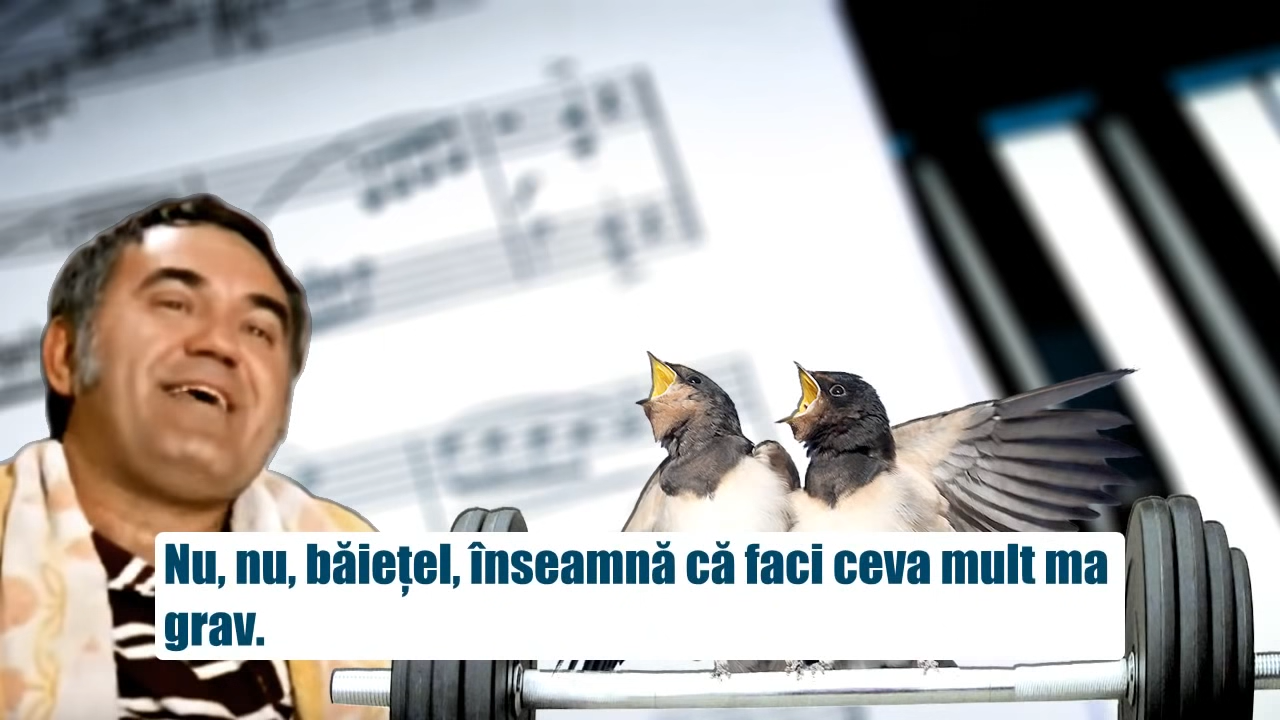 Nu, nu, băiețel, înseamnă că faci ceva mult ma
grav.